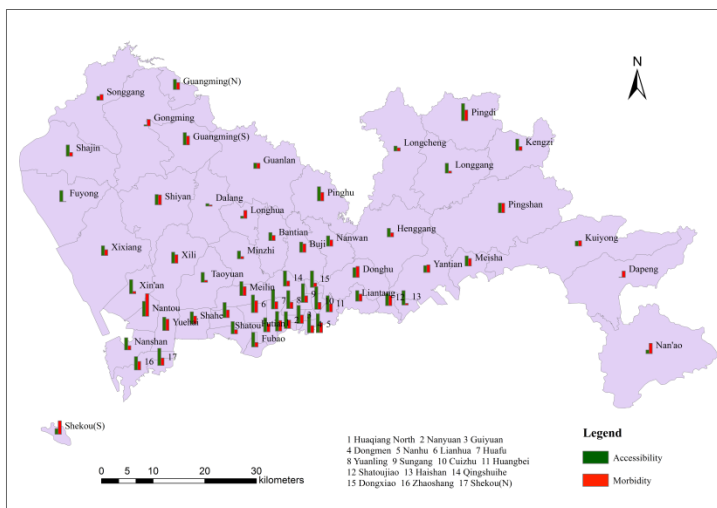 N
Guangming(N)
Songgang
Pingdi
Gongming
Guangming(S)
Longcheng
Kengzi
Shajin
Guanlan
Longgang
Fuyong
Shiyan
Dalang
Pinghu
Longhua
Pingshan
Bantian
Nanwan
Henggang
Buji
Kuiyong
Xixiang
Xili
Minzhi
Meisha
Donghu
Yantian
Dapeng
Taoyuan
Xin'an
Meilin
14
15
Liantang
12
13
Nantou
6
7
8
9
10
11
Yuehai
Shahe
Shatou
Futian
1
2
3
4
5
Nanshan
Fubao
Nan'ao
16
17
Shekou(S)
1 Huaqiang North 2 Nanyuan 3 Guiyuan
4 Dongmen 5 Nanhu 6 Lianhua 7 Huafu
8 Yuanling 9 Sungang 10 Cuizhu 11 Huangbei
12 Shatoujiao 13 Haishan 14 Qingshuihe
15 Dongxiao 16 Zhaoshang 17 Shekou(N)
Legend
Accessibility
Morbidity
0 5 10 20 30
kilometers